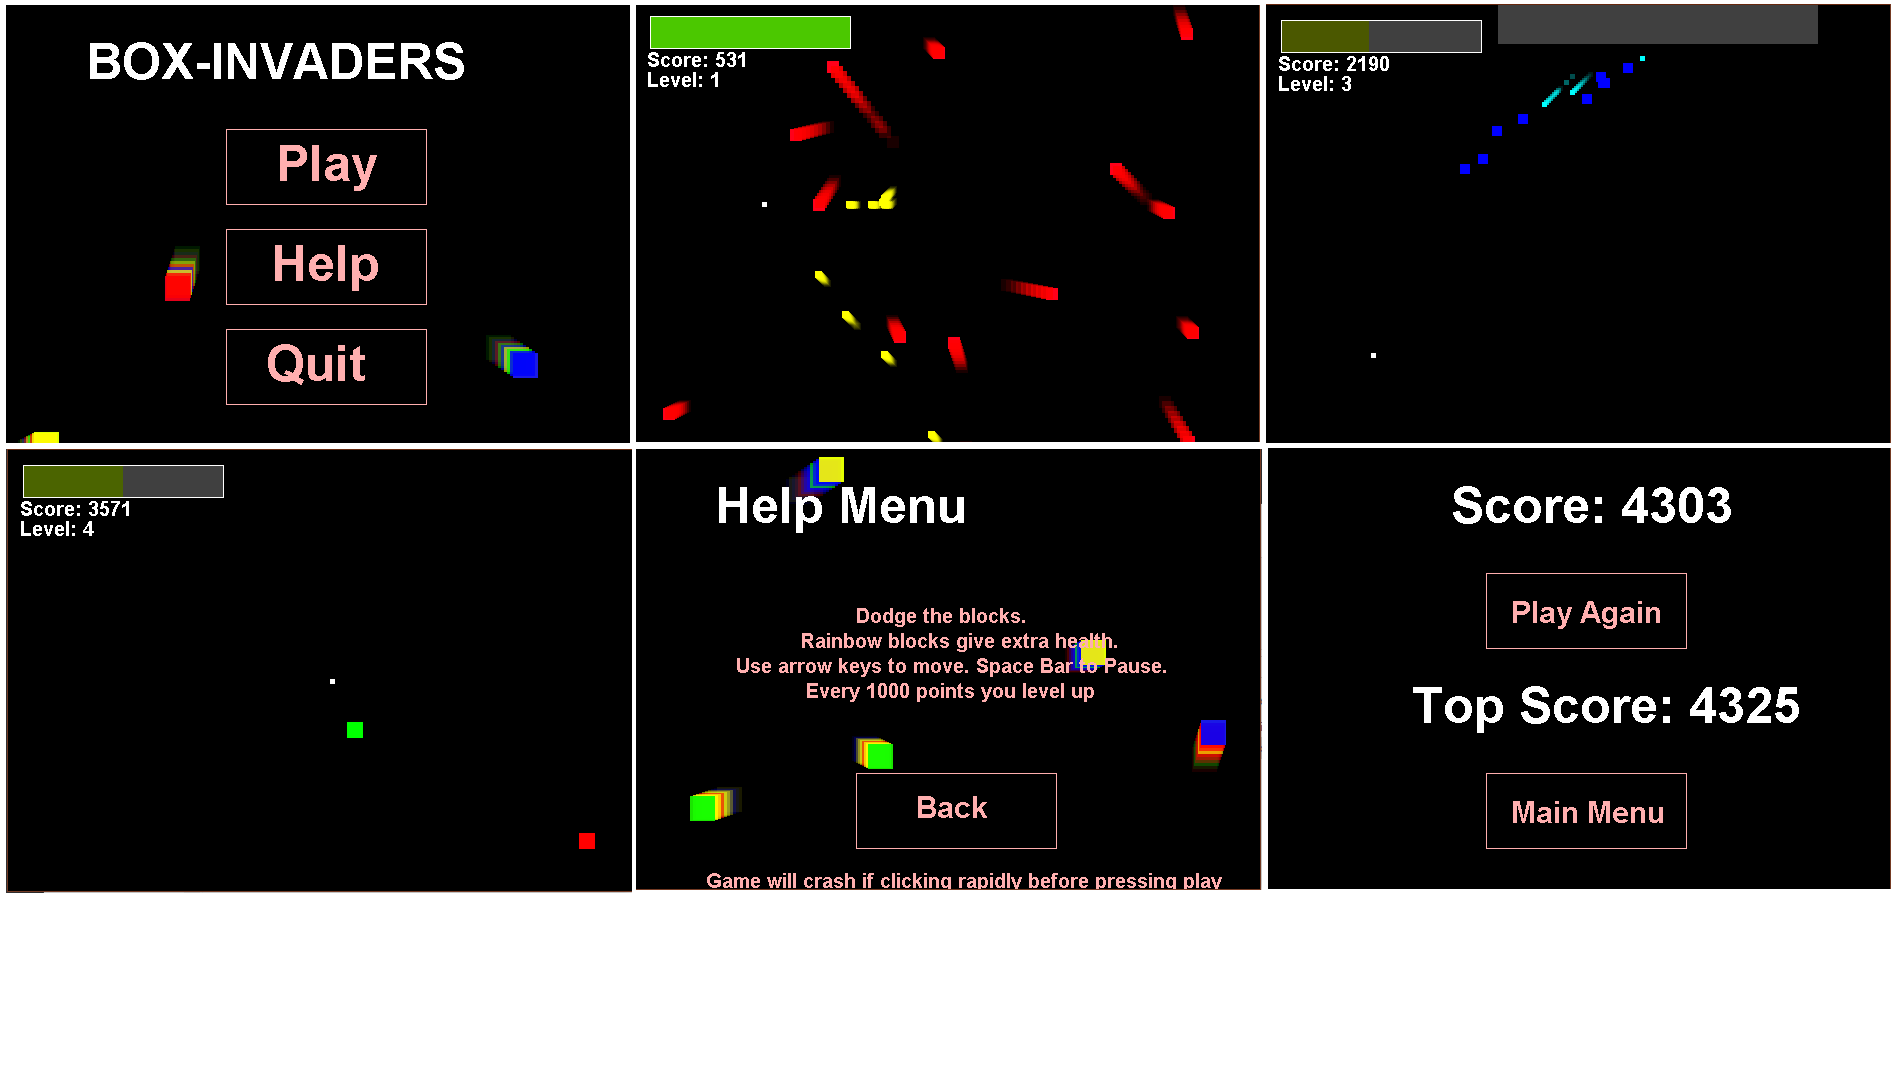 BOX-INVADERS
Play
Help
Quit
Score: 531
Level: 1
Score: 2190
Level: 3
Score: 3571
Level: 4
Help Menu
Dodge the blocks.
Rainbow blocks give extra health.
Use arrow keys to move. Space Bar to Pause.
Every 1000 points you level up
Back
Game will crash if clicking rapidly before pressing play
Score: 4303
Play Again
Top Score: 4325
Main Menu